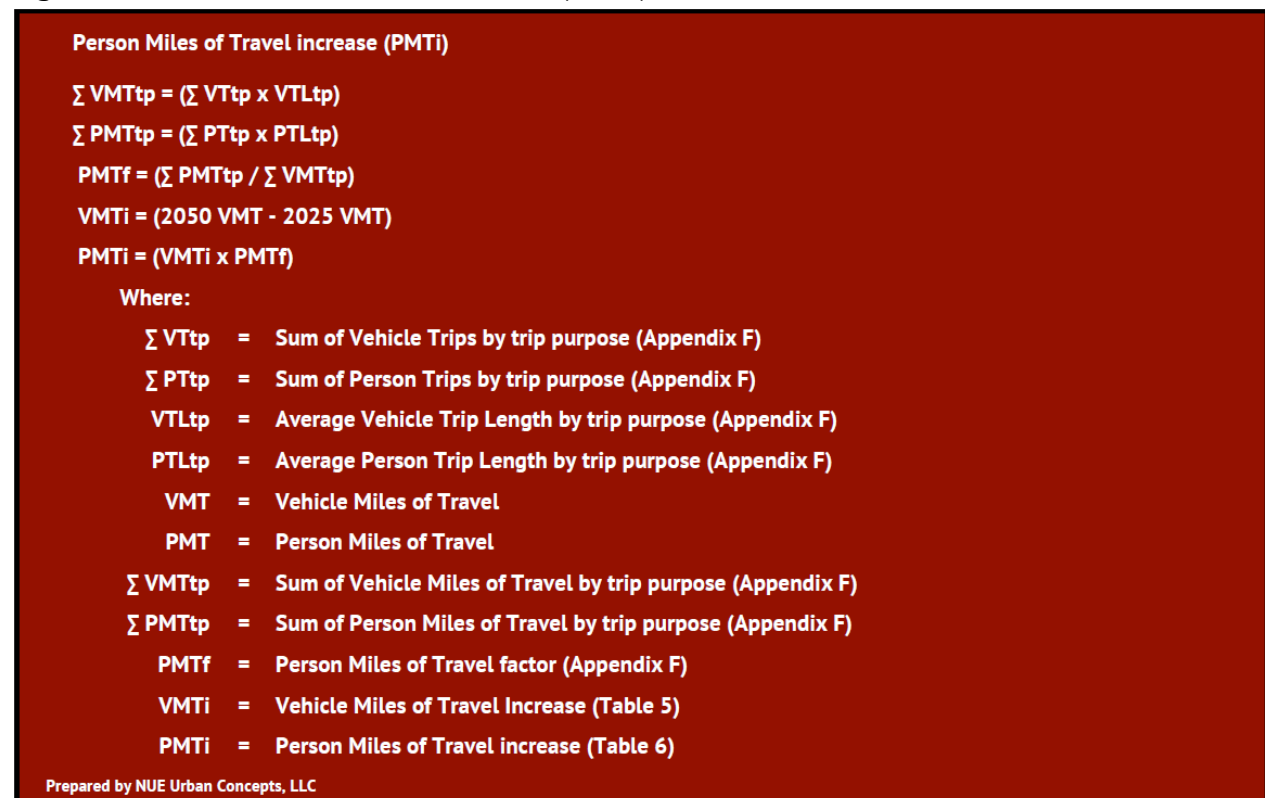 Person Miles of Travel increase (PMTi)
∑ VMTtp = (∑ VTtp x VTLtp)
∑ PMTtp = (∑ PTtp x PTLtp)
PMTf = (∑ PMTtp / ∑ VMTtp)
VMTi = (2050 VMT - 2025 VMT)
PMTi = (VMTi x PMTf)
Where:
∑ VTtp = Sum of Vehicle Trips by trip purpose (Appendix F)
∑ PTtp = Sum of Person Trips by trip purpose (Appendix F)
VTLtp = Average Vehicle Trip Length by trip purpose (Appendix F)
PTLtp = Average Person Trip Length by trip purpose (Appendix F)
VMT = Vehicle Miles of Travel
PMT = Person Miles of Travel
∑ VMTtp = Sum of Vehicle Miles of Travel by trip purpose (Appendix F)
∑ PMTtp = Sum of Person Miles of Travel by trip purpose (Appendix F)
PMTf = Person Miles of Travel factor (Appendix F)
VMTi = Vehicle Miles of Travel Increase (Table 5)
PMTi = Person Miles of Travel increase (Table 6)
Prepared by NUE Urban Concepts, LLC